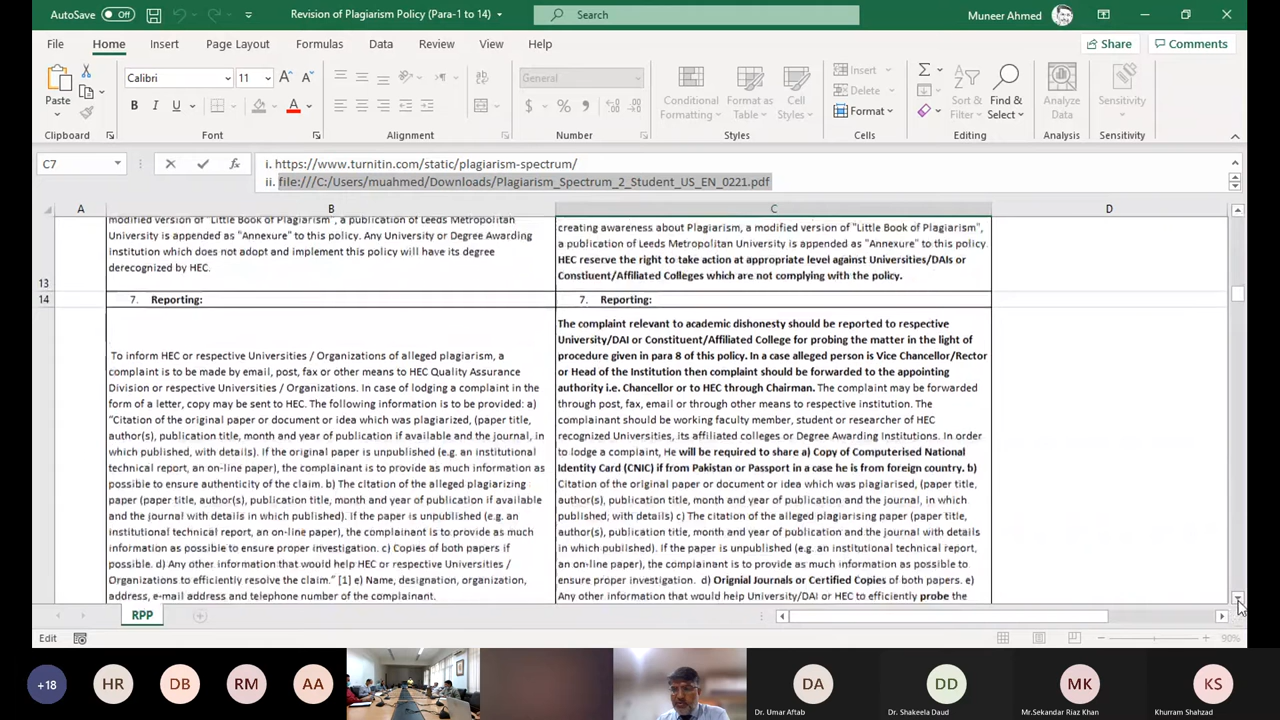 AutoSave Off
Revision of Plagiarism Policy (Para-1 to 14)
Search
Muneer Ahmed
File Home Insert Page Layout Formulas Data Review View Help
Share Comments
Paste
Calibri 11
B I U
General
Conditional Formatting
Format as Table
Cell Styles
Insert
Delete
Format
Sort & Filter
Find & Select
Analyze Data
Sensitivity
Clipboard Font Alignment Number Styles Cells Editing Analysis Sensitivity
C7
i. https://www.turnitin.com/static/plagiarism-spectrum/
ii. file:///C:/Users/muahmed/Downloads/Plagiarism_Spectrum_2_Student_US_EN_0221.pdf
A B C D
modified version of "Little Book of Plagiarism", a publication of Leeds Metropolitan
University is appended as "Annexure" to this policy. Any University or Degree Awarding
Institution which does not adopt and implement this policy will have its degree
derecognized by HEC.
creating awareness about Plagiarism, a modified version of "Little Book of Plagiarism",
a publication of Leeds Metropolitan University is appended as "Annexure" to this policy.
HEC reserve the right to take action at appropriate level against Universities/DAIs or
Constiuent/Affiliated Colleges which are not complying with the policy.
13
14
7. Reporting:
7. Reporting:
To inform HEC or respective Universities / Organizations of alleged plagiarism, a
complaint is to be made by email, post, fax or other means to HEC Quality Assurance
Division or respective Universities / Organizations. In case of lodging a complaint in the
form of a letter, copy may be sent to HEC. The following information is to be provided: a)
"Citation of the original paper or document or idea which was plagiarized, (paper title,
author(s), publication title, month and year of publication if available and the journal, in
which published, with details). If the original paper is unpublished (e.g. an institutional
technical report, an on-line paper), the complainant is to provide as much information as
possible to ensure authenticity of the claim. b) The citation of the alleged plagiarizing
paper (paper title, author(s), publication title, month and year of publication if available
and the journal with details in which published). If the paper is unpublished (e.g. an
institutional technical report, an on-line paper), the complainant is to provide as much
information as possible to ensure proper investigation. c) Copies of both papers if
possible. d) Any other information that would help HEC or respective Universities /
Organizations to efficiently resolve the claim." [1] e) Name, designation, organization,
address, e-mail address and telephone number of the complainant.
The complaint relevant to academic dishonesty should be reported to respective
University/DAI or Constituent/Affiliated College for probing the matter in the light of
procedure given in para 8 of this policy. In a case alleged person is Vice Chancellor/Rector
or Head of the Institution then complaint should be forwarded to the appointing
authority i.e. Chancellor or to HEC through Chairman. The complaint may be forwarded
through post, fax, email or through other means to respective institution. The
complainant should be working faculty member, student or researcher of HEC
recognized Universities, its affiliated colleges or Degree Awarding Institutions. In order
to lodge a complaint, He will be required to share a) Copy of Computerised National
Identity Card (CNIC) if from Pakistan or Passport in a case he is from foreign country. b)
Citation of the original paper or document or idea which was plagiarised, (paper title,
author(s), publication title, month and year of publication and the journal, in which
published, with details) c) The citation of the alleged plagiarising paper (paper title,
author(s), publication title, month and year of publication and the journal with details
in which published). If the paper is unpublished (e.g. an institutional technical report,
an on-line paper), the complainant is to provide as much information as possible to
ensure proper investigation. d) Orignial Journals or Certified Copies of both papers. e)
Any other information that would help University/DAI or HEC to efficiently probe the
RPP
Edit
90%
+18 HR DB RM AA DA DD MK KS
Dr. Umar Aftab
Dr. Shakeela Daud
Mr.Sekandar Riaz Khan
Khurram Shahzad